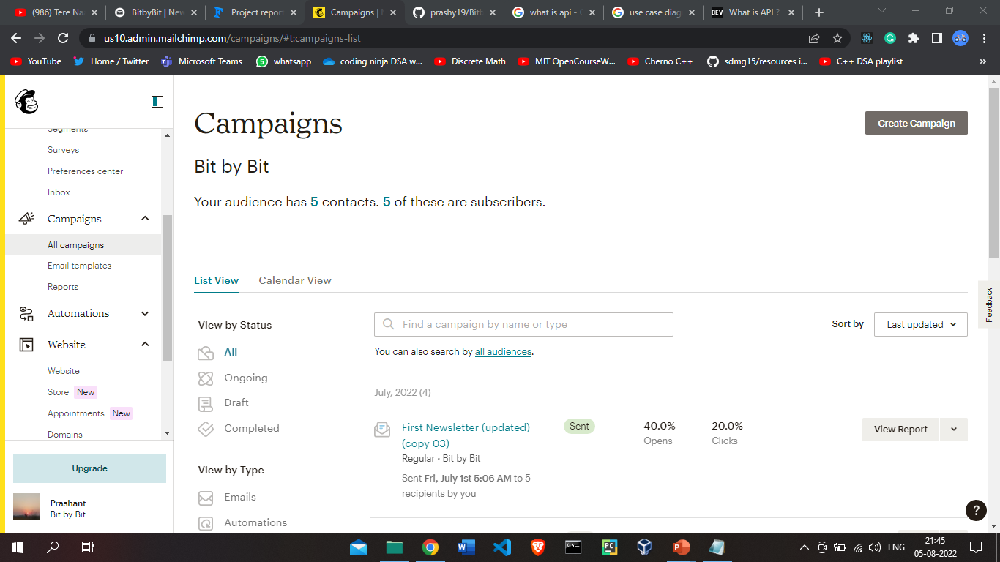 (986) Tere Na
BitbyBit | New
Project report
Campaigns |
prashy19/Bitb
what is api -
use case diag
DEV
What is API ?
us10.admin.mailchimp.com/campaigns/#t:campaigns-list
YouTube
Home / Twitter
Microsoft Teams
5
whatsapp
coding ninja DSA w...
Discrete Math
MIT OpenCourseW...
Cherno C++
sdmg15/resources i...
C++ DSA playlist
»
Segments
Surveys
Preferences center
Inbox
Campaigns
All campaigns
Email templates
Reports
Automations
Website
Website
Store New
Appointments New
Domains
Upgrade
Prashant
Bit by Bit
Campaigns
Create Campaign
Bit by Bit
Your audience has 5 contacts. 5 of these are subscribers.
List View
Calendar View
Feedback
View by Status
All
Ongoing
Draft
Completed
View by Type
Emails
Automations
Find a campaign by name or type
Sort by
Last updated
You can also search by all audiences.
July, 2022 (4)
First Newsletter (updated)
(copy 03)
Regular · Bit by Bit
Sent Fri, July 1st 5:06 AM to 5
recipients by you
Sent
40.0%
Opens
20.0%
Clicks
View Report
?
ENG
21:45
05-08-2022